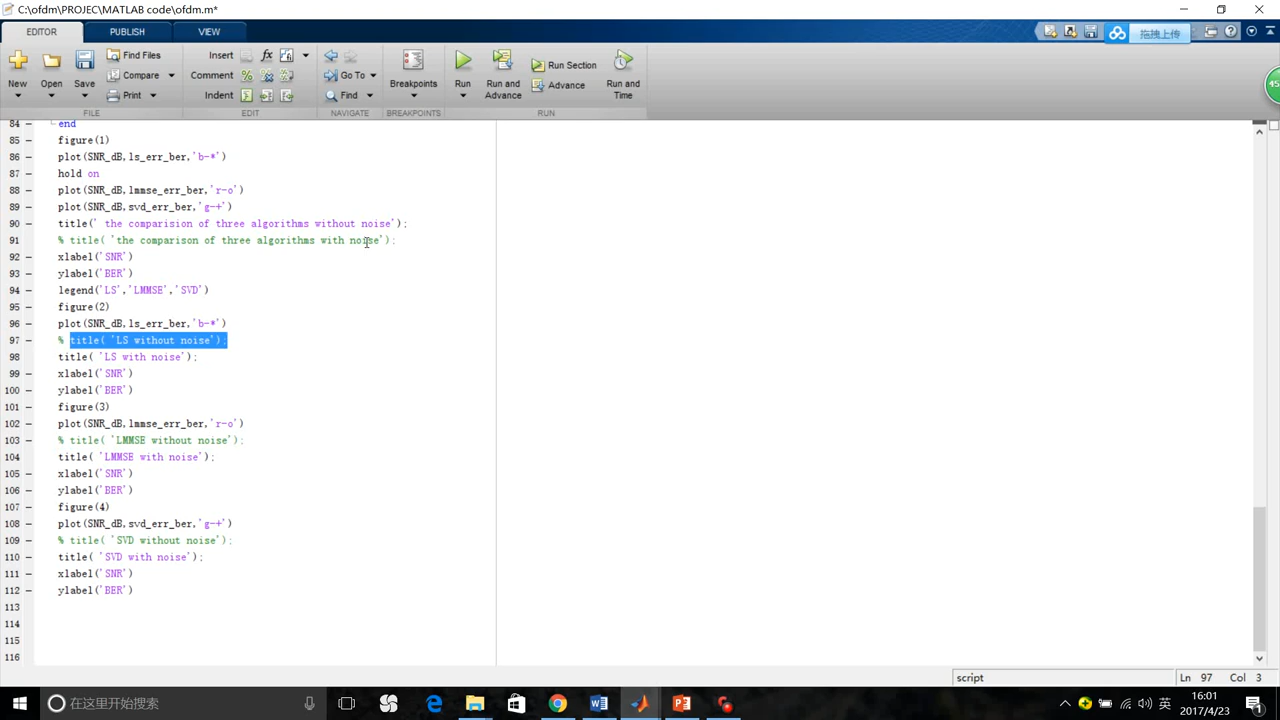 C:\ofdm\PROJEC\MATLAB code\ofdm.m*
EDITOR PUBLISH VIEW 拖拽上传
New Open Save Find Files Compare Print Insert fx Comment Indent Go To Find Breakpoints Run Run and Advance Run Section Advance Run and Time 45
FILE EDIT NAVIGATE BREAKPOINTS RUN
84 – end
85 – figure(1)
86 – plot(SNR_dB,ls_err_ber,'b-*')
87 – hold on
88 – plot(SNR_dB,lmmse_err_ber,'r-o')
89 – plot(SNR_dB,svd_err_ber,'g-+')
90 – title(' the comparision of three algorithms without noise');
91 – % title( 'the comparison of three algorithms with noise');
92 – xlabel('SNR')
93 – ylabel('BER')
94 – legend('LS','LMMSE','SVD')
95 – figure(2)
96 – plot(SNR_dB,ls_err_ber,'b-*')
97 – % title( 'LS without noise');
98 – title( 'LS with noise');
99 – xlabel('SNR')
100 – ylabel('BER')
101 – figure(3)
102 – plot(SNR_dB,lmmse_err_ber,'r-o')
103 – % title( 'LMMSE without noise');
104 – title( 'LMMSE with noise');
105 – xlabel('SNR')
106 – ylabel('BER')
107 – figure(4)
108 – plot(SNR_dB,svd_err_ber,'g-+')
109 – % title( 'SVD without noise');
110 – title( 'SVD with noise');
111 – xlabel('SNR')
112 – ylabel('BER')
113
114
115
116
script Ln 97 Col 3
在这里开始搜索 英 16:01
2017/4/23